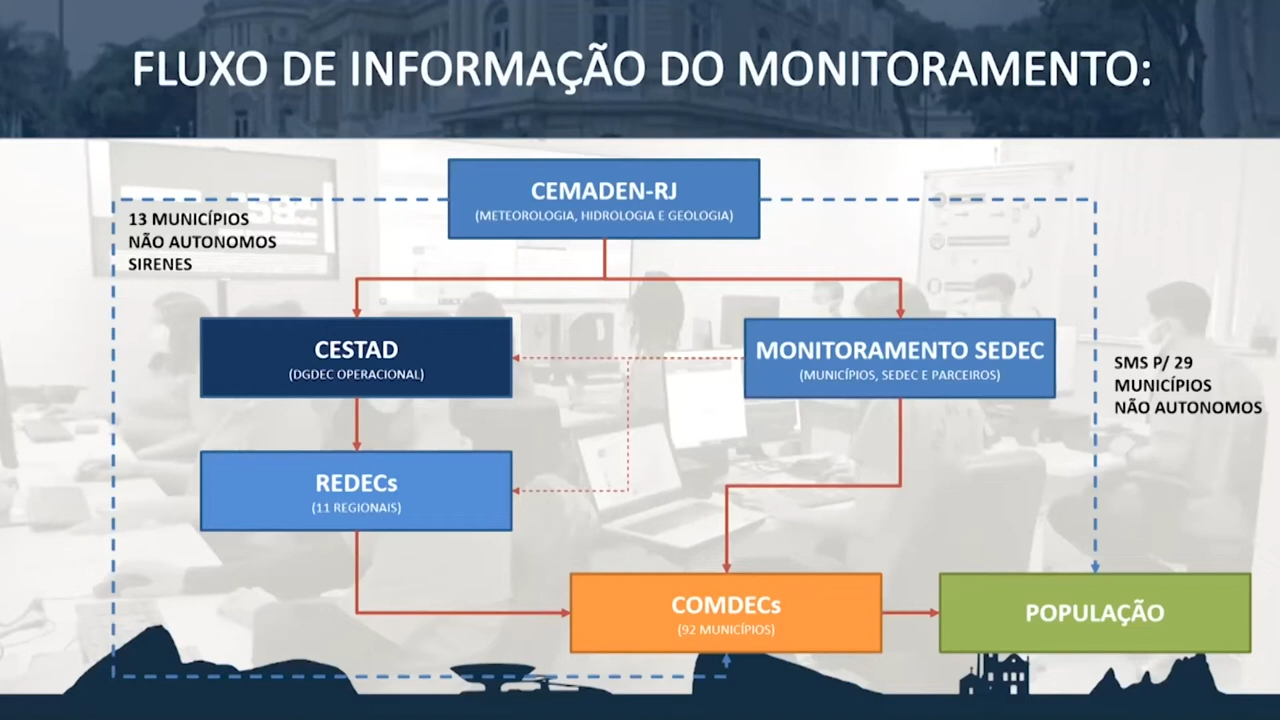 FLUXO DE INFORMAÇÃO DO MONITORAMENTO:
CEMADEN-RJ
(METEOROLOGIA, HIDROLOGIA E GEOLOGIA)
13 MUNICÍPIOS
NÃO AUTONOMOS
SIRENES
CESTAD
(DGDEC OPERACIONAL)
MONITORAMENTO SEDEC
(MUNICÍPIOS, SEDEC E PARCEIROS)
SMS P/ 29
MUNICÍPIOS
NÃO AUTONOMOS
REDECs
(11 REGIONAIS)
COMDECs
(92 MUNICÍPIOS)
POPULAÇÃO